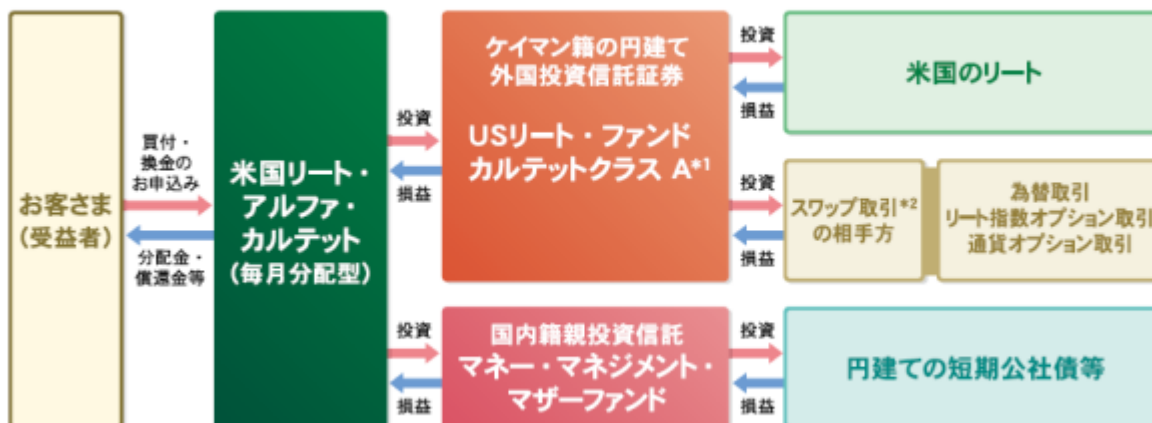 お客さま
(受益者)
買付・
換金の
お申込み
分配金・
償還金等
米国リート・
アルファ・
カルテット
(毎月分配型)
投資
損益
ケイマン籍の円建て
外国投資信託証券
USリート・ファンド
カルテットクラス A*1
投資
損益
米国のリート
投資
損益
スワップ取引*2
の相手方
為替取引
リート指数オプション取引
通貨オプション取引
投資
損益
国内籍親投資信託
マネー・マネジメント・
マザーファンド
投資
損益
円建ての短期公社債等